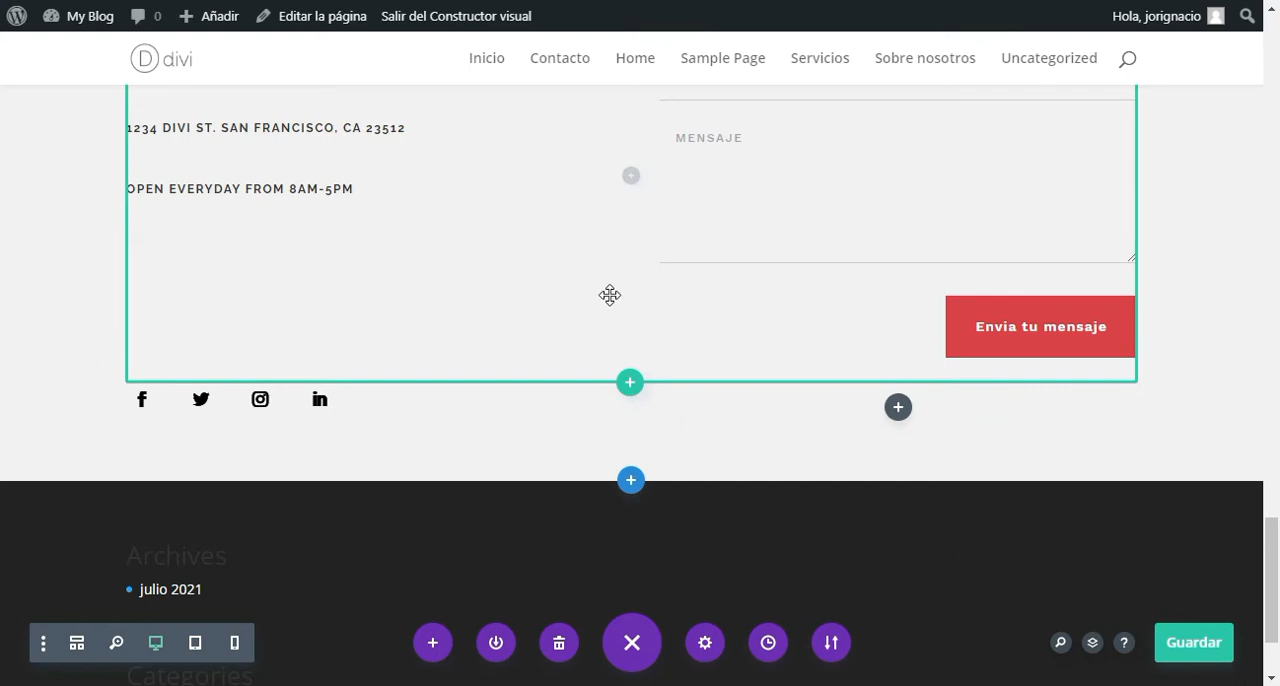 My Blog 0 Añadir Editar la página Salir del Constructor visual Hola, jorignacio
D divi Inicio Contacto Home Sample Page Servicios Sobre nosotros Uncategorized
1234 DIVI ST. SAN FRANCISCO, CA 23512
MENSAJE
OPEN EVERYDAY FROM 8AM-5PM
Envia tu mensaje
Archives
julio 2021
Guardar
Categories